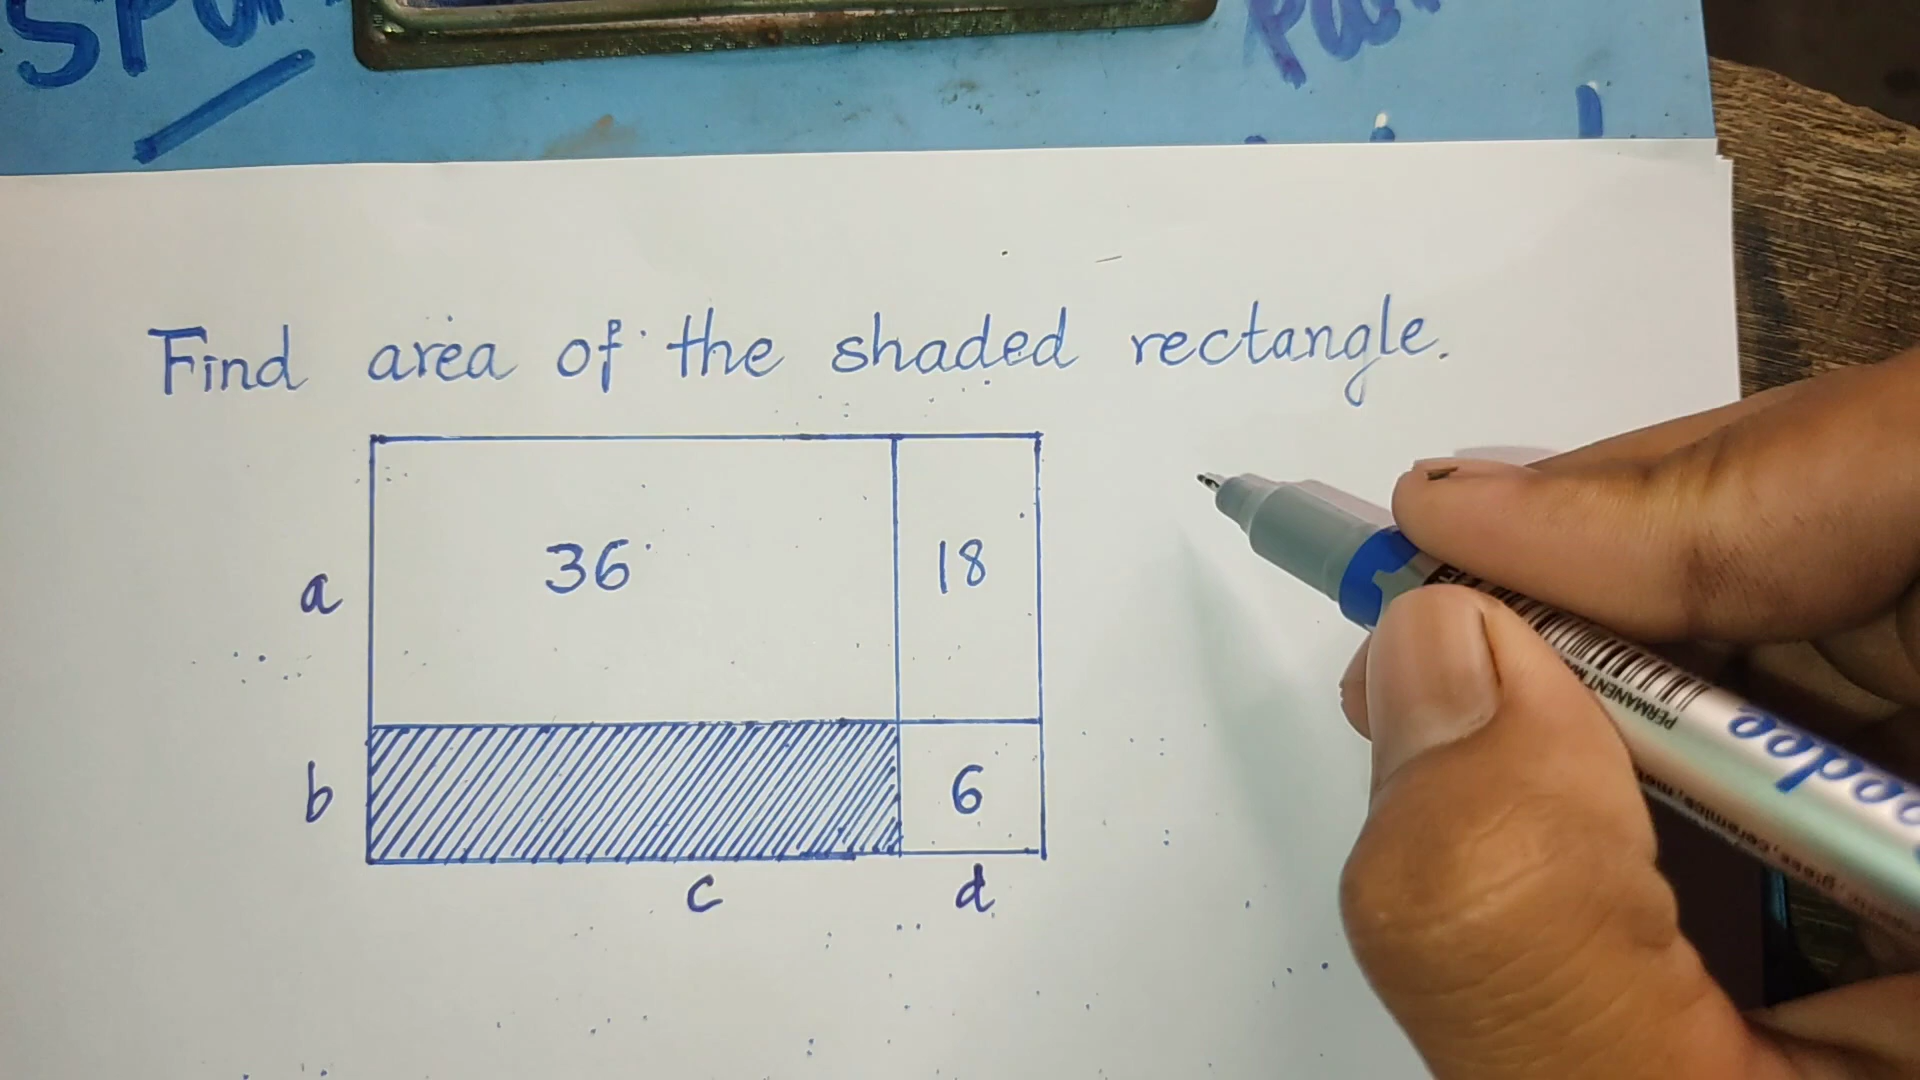 Find area of the shaded rectangle.
36 18
a
b 6
c d
PERMANENT